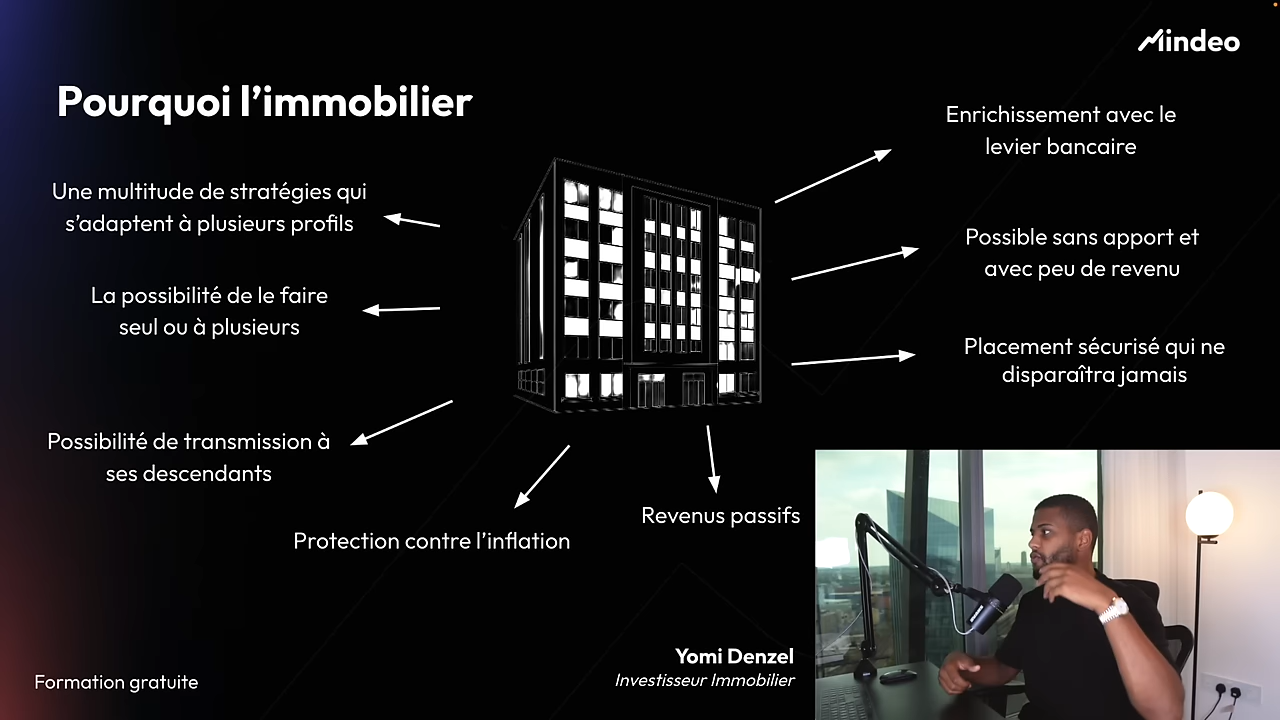 Mindeo
Pourquoi l’immobilier
Enrichissement avec le
levier bancaire
Une multitude de stratégies qui
s’adaptent à plusieurs profils
Possible sans apport et
avec peu de revenu
La possibilité de le faire
seul ou à plusieurs
Placement sécurisé qui ne
disparaîtra jamais
Possibilité de transmission à
ses descendants
Revenus passifs
Protection contre l’inflation
Yomi Denzel
Investisseur Immobilier
Formation gratuite